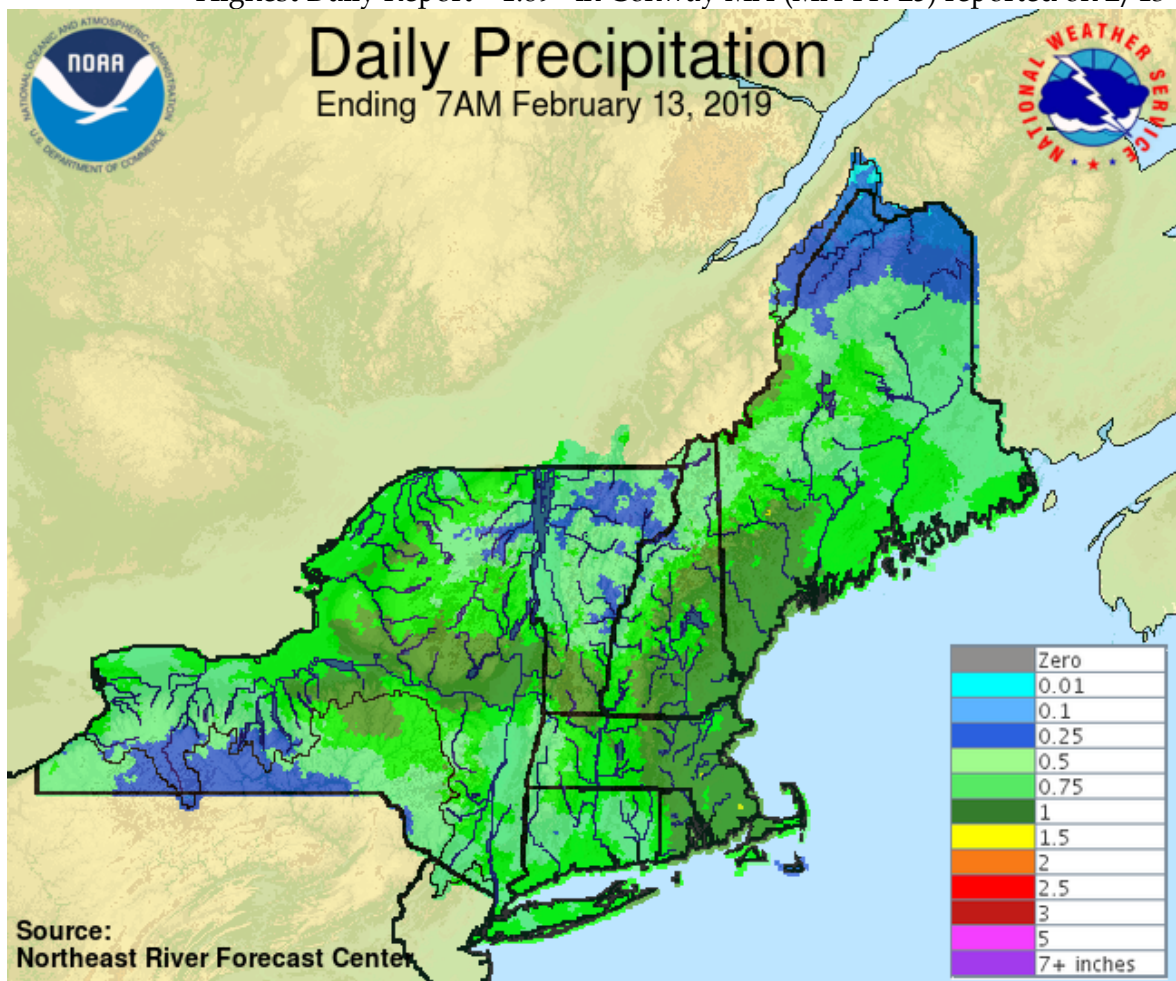 Daily Precipitation
Ending 7AM February 13, 2019
NATIONAL OCEANIC AND ATMOSPHERIC ADMINISTRATION
NOAA
U.S. DEPARTMENT OF COMMERCE
NATIONAL WEATHER SERVICE
Zero
0.01
0.1
0.25
0.5
0.75
1
1.5
2
2.5
3
5
7+ inches
Source:
Northeast River Forecast Center